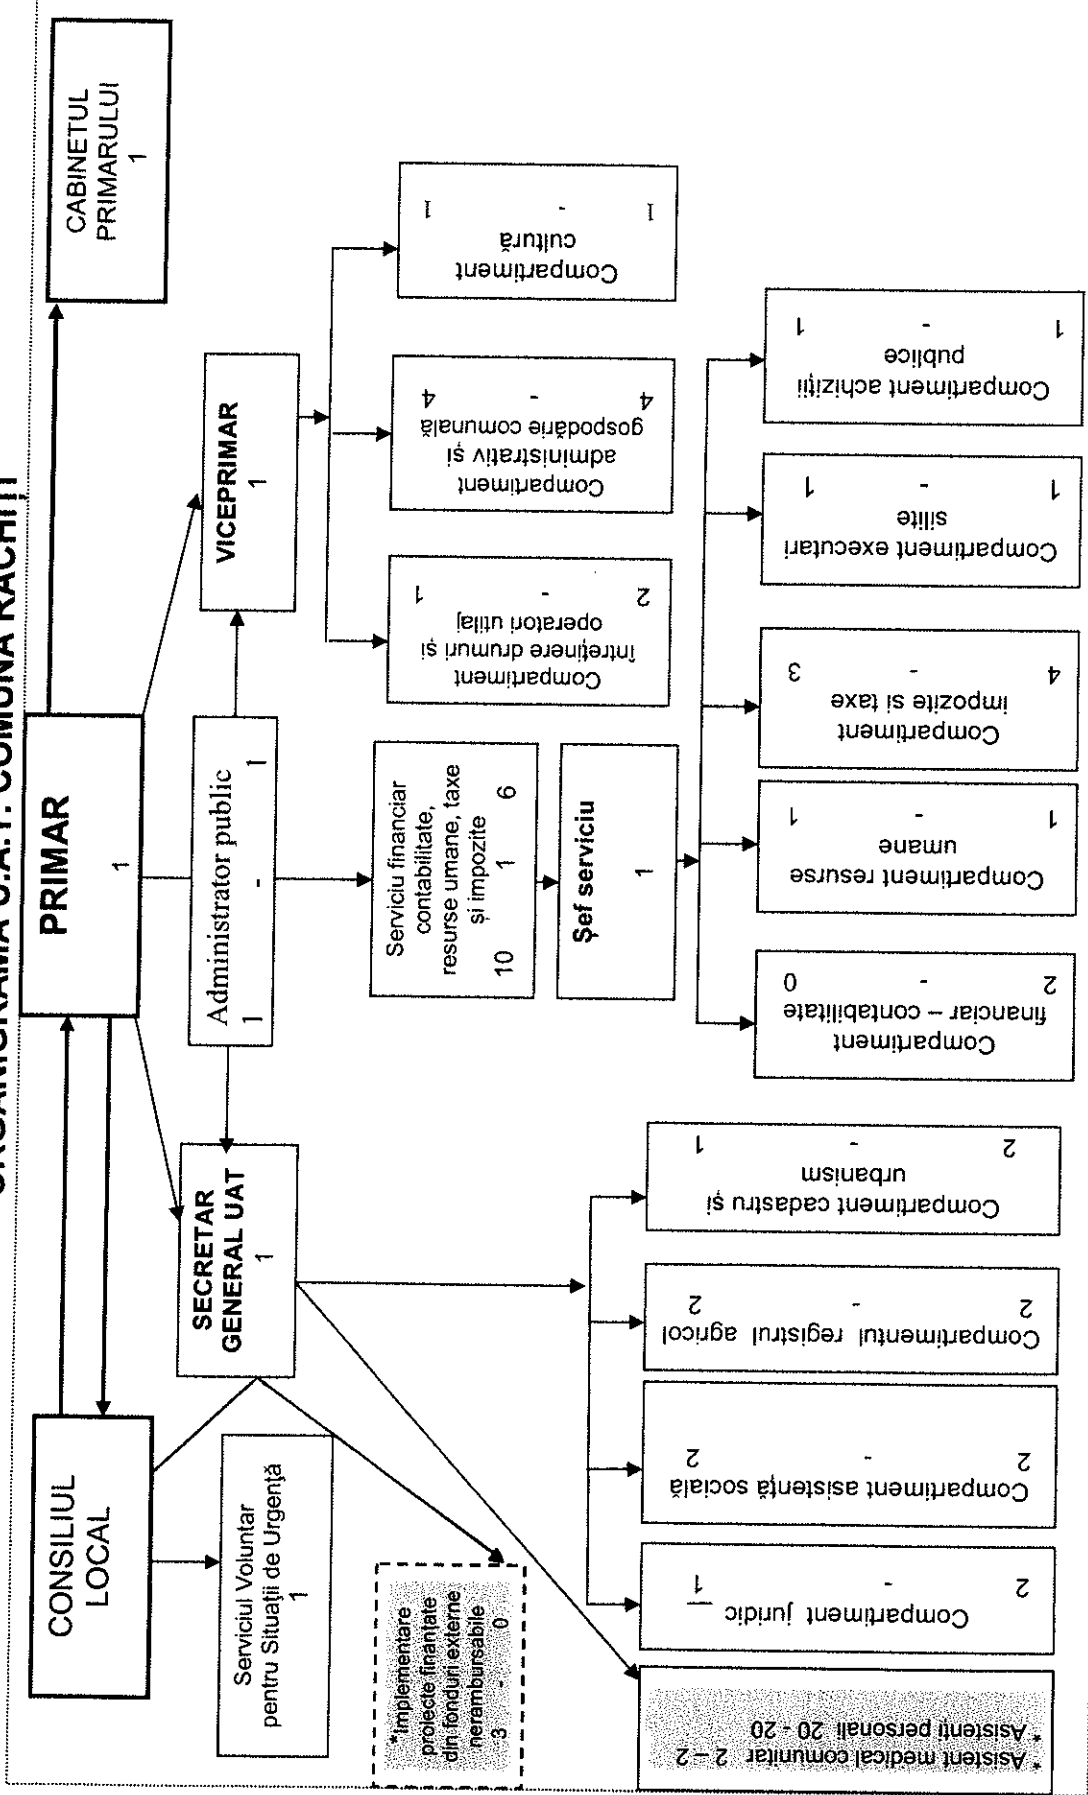 ORGANIGRAMA U.A.T. COMUNA RACHIȚI
CONSILIUL
LOCAL
PRIMAR
1
CABINETUL
PRIMARULUI
1
Serviciul Voluntar
pentru Situații de Urgență
1
SECRETAR
GENERAL UAT
1
Administrator public
1 - 1
VICEPRIMAR
1
*Implementare
proiecte finanțate
din fonduri externe
nerambursabile
3 - 0
Serviciu financiar
contabilitate,
resurse umane, taxe
și impozite
10 1 6
Șef serviciu
1
Compartiment
întreținere drumuri și
operatori utilaj
2 - 1
Compartiment
administrativ și
gospodărie comunală
4 - 4
Compartiment
cultură
1 - 1
* Asistent medical comunitar 2 – 2
* Asistenți personali 20 - 20
Compartiment juridic
2 - 1
Compartiment asistență socială
2 - 2
Compartimentul registrul agricol
2 - 2
Compartiment cadastru și
urbanism
2 - 1
Compartiment
financiar – contabilitate
2 - 0
Compartiment resurse
umane
1 - 1
Compartiment
impozite si taxe
4 - 3
Compartiment executari
silite
1 - 1
Compartiment achiziții
publice
1 - 1